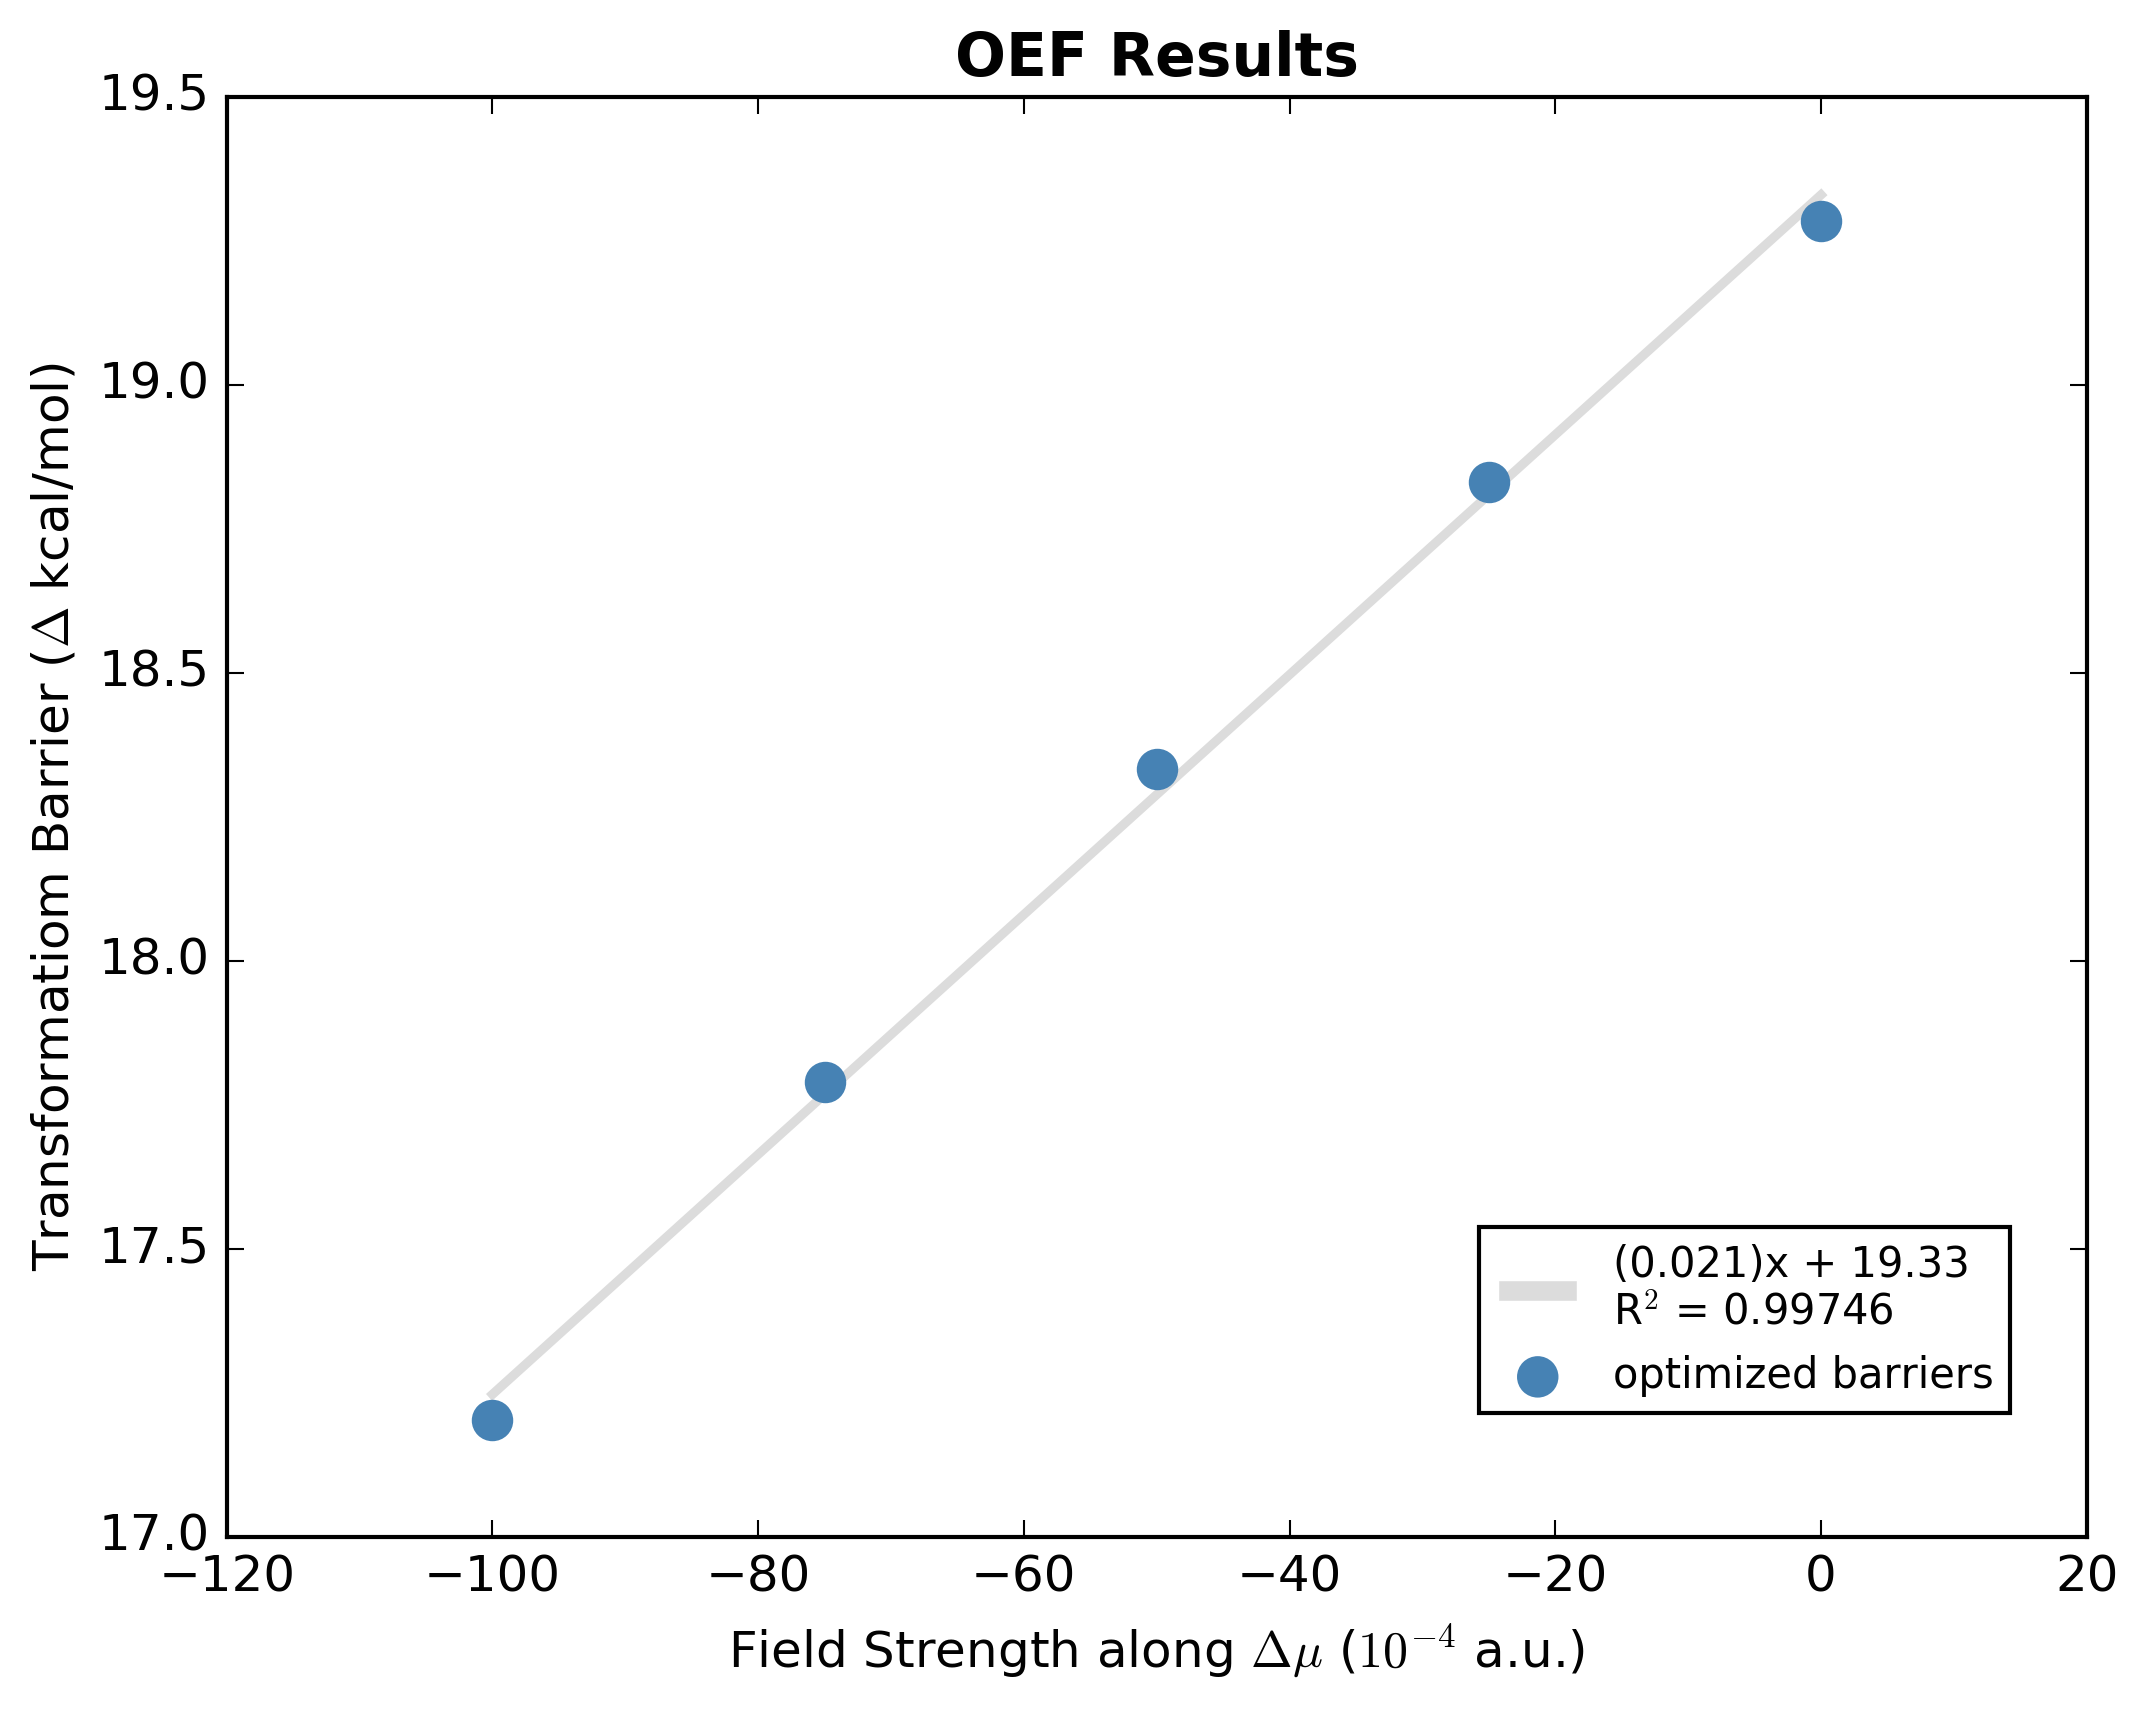 OEF Results
19.5
19.0
18.5
18.0
17.5
17.0
Transformatiom Barrier (Δ kcal/mol)
(0.021)x + 19.33
R² = 0.99746
optimized barriers
−120 −100 −80 −60 −40 −20 0 20
Field Strength along Δμ (10⁻⁴ a.u.)